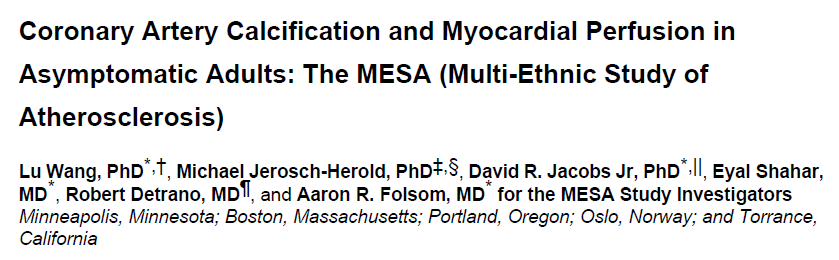 Coronary Artery Calcification and Myocardial Perfusion in
Asymptomatic Adults: The MESA (Multi-Ethnic Study of
Atherosclerosis)
Lu Wang, PhD*,†, Michael Jerosch-Herold, PhD‡,§, David R. Jacobs Jr, PhD*,||, Eyal Shahar,
MD*, Robert Detrano, MD¶, and Aaron R. Folsom, MD* for the MESA Study Investigators
Minneapolis, Minnesota; Boston, Massachusetts; Portland, Oregon; Oslo, Norway; and Torrance,
California